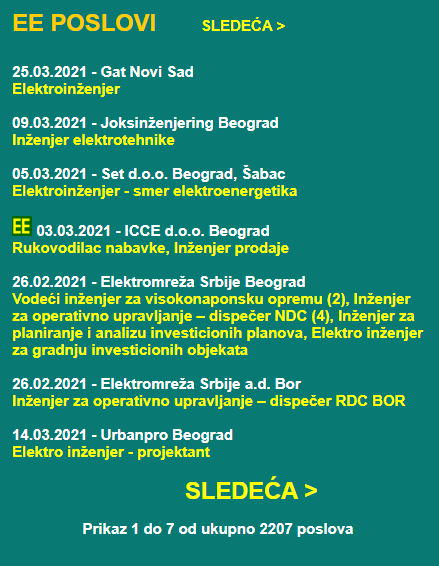 EE POSLOVI SLEDEĆA >
25.03.2021 - Gat Novi Sad
Elektroinženjer
09.03.2021 - Joksinženjering Beograd
Inženjer elektrotehnike
05.03.2021 - Set d.o.o. Beograd, Šabac
Elektroinženjer - smer elektroenergetika
EE 03.03.2021 - ICCE d.o.o. Beograd
Rukovodilac nabavke, Inženjer prodaje
26.02.2021 - Elektromreža Srbije Beograd
Vodeći inženjer za visokonaponsku opremu (2), Inženjer
za operativno upravljanje – dispečer NDC (4), Inženjer za
planiranje i analizu investicionih planova, Elektro inženjer
za gradnju investicionih objekata
26.02.2021 - Elektromreža Srbije a.d. Bor
Inženjer za operativno upravljanje – dispečer RDC BOR
14.03.2021 - Urbanpro Beograd
Elektro inženjer - projektant
SLEDEĆA >
Prikaz 1 do 7 od ukupno 2207 poslova